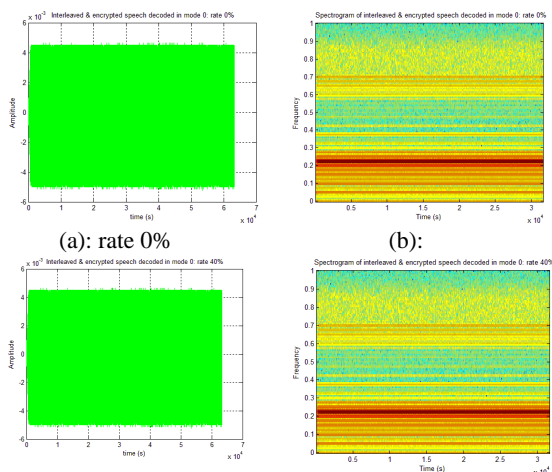 x 10⁻³ Interleaved & encrypted speech decoded in mode 0: rate 0%
6
4
2
0
-2
-4
-6
Amplitude
0 1 2 3 4 5 6 7
time (s)
x 10⁴
Spectrogram of interleaved & encrypted speech decoded in mode 0: rate 0%
1
0.9
0.8
0.7
0.6
0.5
0.4
0.3
0.2
0.1
0
Frequency
0.5 1 1.5 2 2.5 3
Time (s)
x 10⁴
(a): rate 0%
(b):
x 10⁻³ Interleaved & encrypted speech decoded in mode 0: rate 40%
6
4
2
0
-2
-4
-6
Amplitude
0 1 2 3 4 5 6 7
time (s)
x 10⁴
Spectrogram of interleaved & encrypted speech decoded in mode 0: rate 40%
1
0.9
0.8
0.7
0.6
0.5
0.4
0.3
0.2
0.1
0
Frequency
0.5 1 1.5 2 2.5 3
Time (s)
x 10⁴